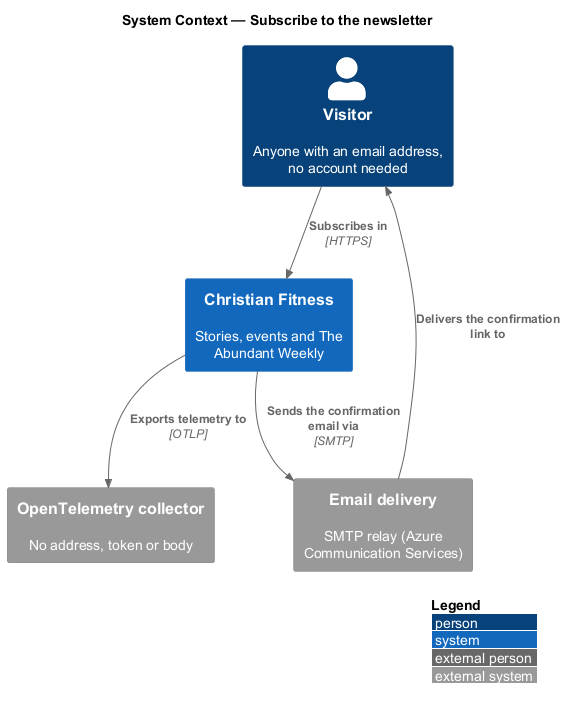 System Context — Subscribe to the newsletter
Visitor
Anyone with an email address,
no account needed
Subscribes in
[HTTPS]
Christian Fitness
Stories, events and The
Abundant Weekly
Delivers the confirmation
link to
Exports telemetry to
[OTLP]
Sends the confirmation
email via
[SMTP]
OpenTelemetry collector
No address, token or body
Email delivery
SMTP relay (Azure
Communication Services)
Legend
person
system
external person
external system